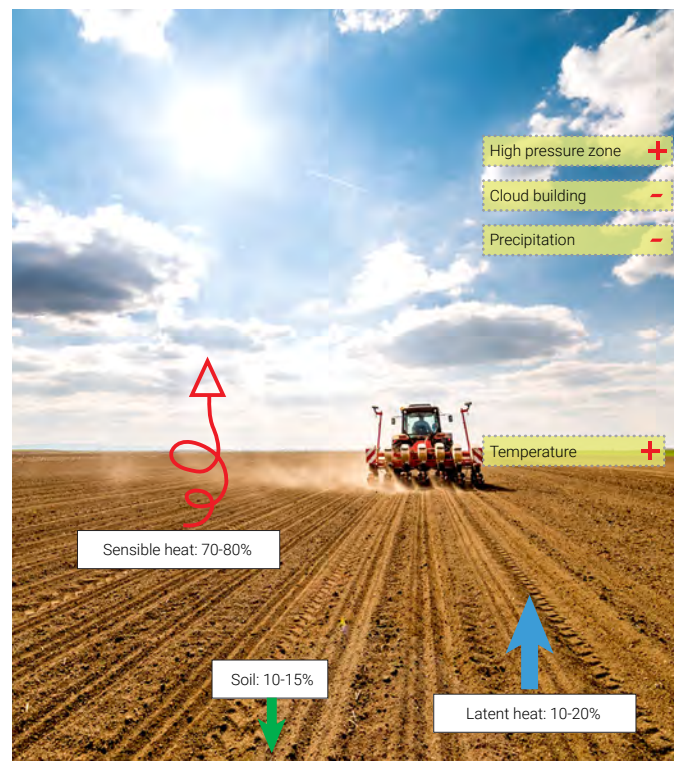 High pressure zone +
Cloud building -
Precipitation -
Temperature +
Sensible heat: 70-80%
Soil: 10-15%
Latent heat: 10-20%